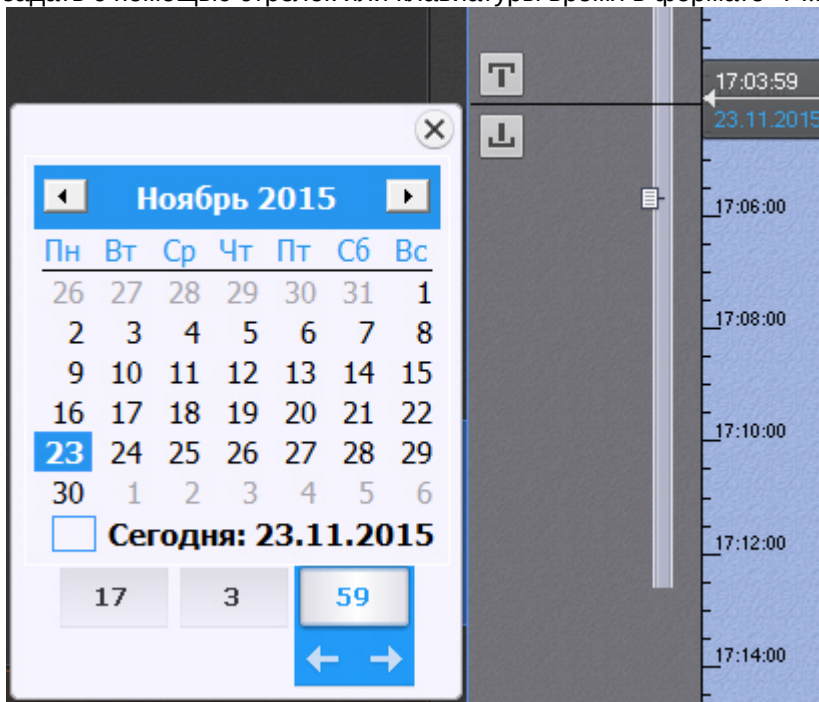 Ноябрь 2015
Пн Вт Ср Чт Пт Сб Вс
26 27 28 29 30 31 1
2 3 4 5 6 7 8
9 10 11 12 13 14 15
16 17 18 19 20 21 22
23 24 25 26 27 28 29
30 1 2 3 4 5 6
Сегодня: 23.11.2015
17 3 59
17:03:59
23.11.2015
17:06:00
17:08:00
17:10:00
17:12:00
17:14:00